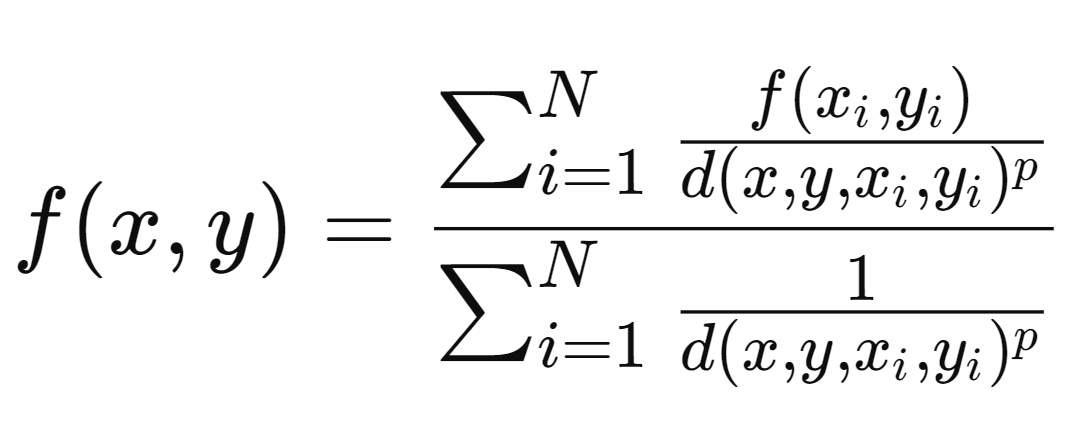 f(x, y) = \frac{\sum_{i=1}^{N} \frac{f(x_i,y_i)}{d(x,y,x_i,y_i)^p}}{\sum_{i=1}^{N} \frac{1}{d(x,y,x_i,y_i)^p}}